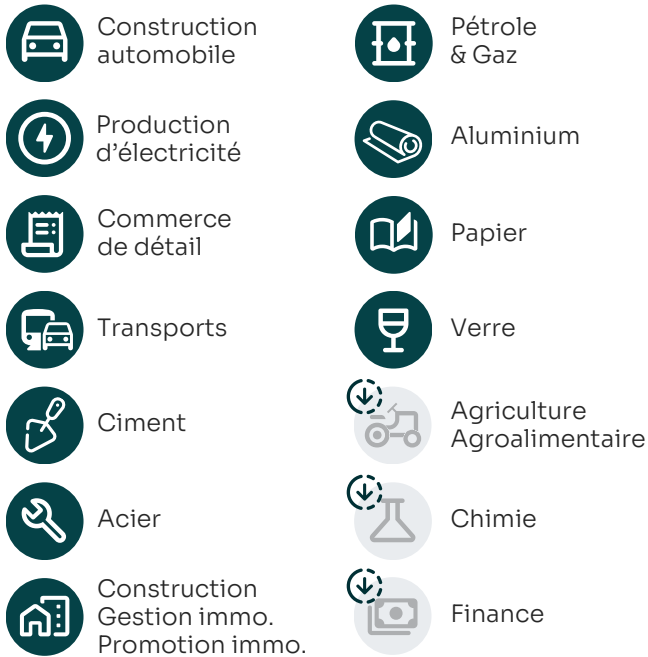 Construction
automobile
Production
d’électricité
Commerce
de détail
Transports
Ciment
Acier
Construction
Gestion immo.
Promotion immo.
Pétrole
& Gaz
Aluminium
Papier
Verre
Agriculture
Agroalimentaire
Chimie
Finance